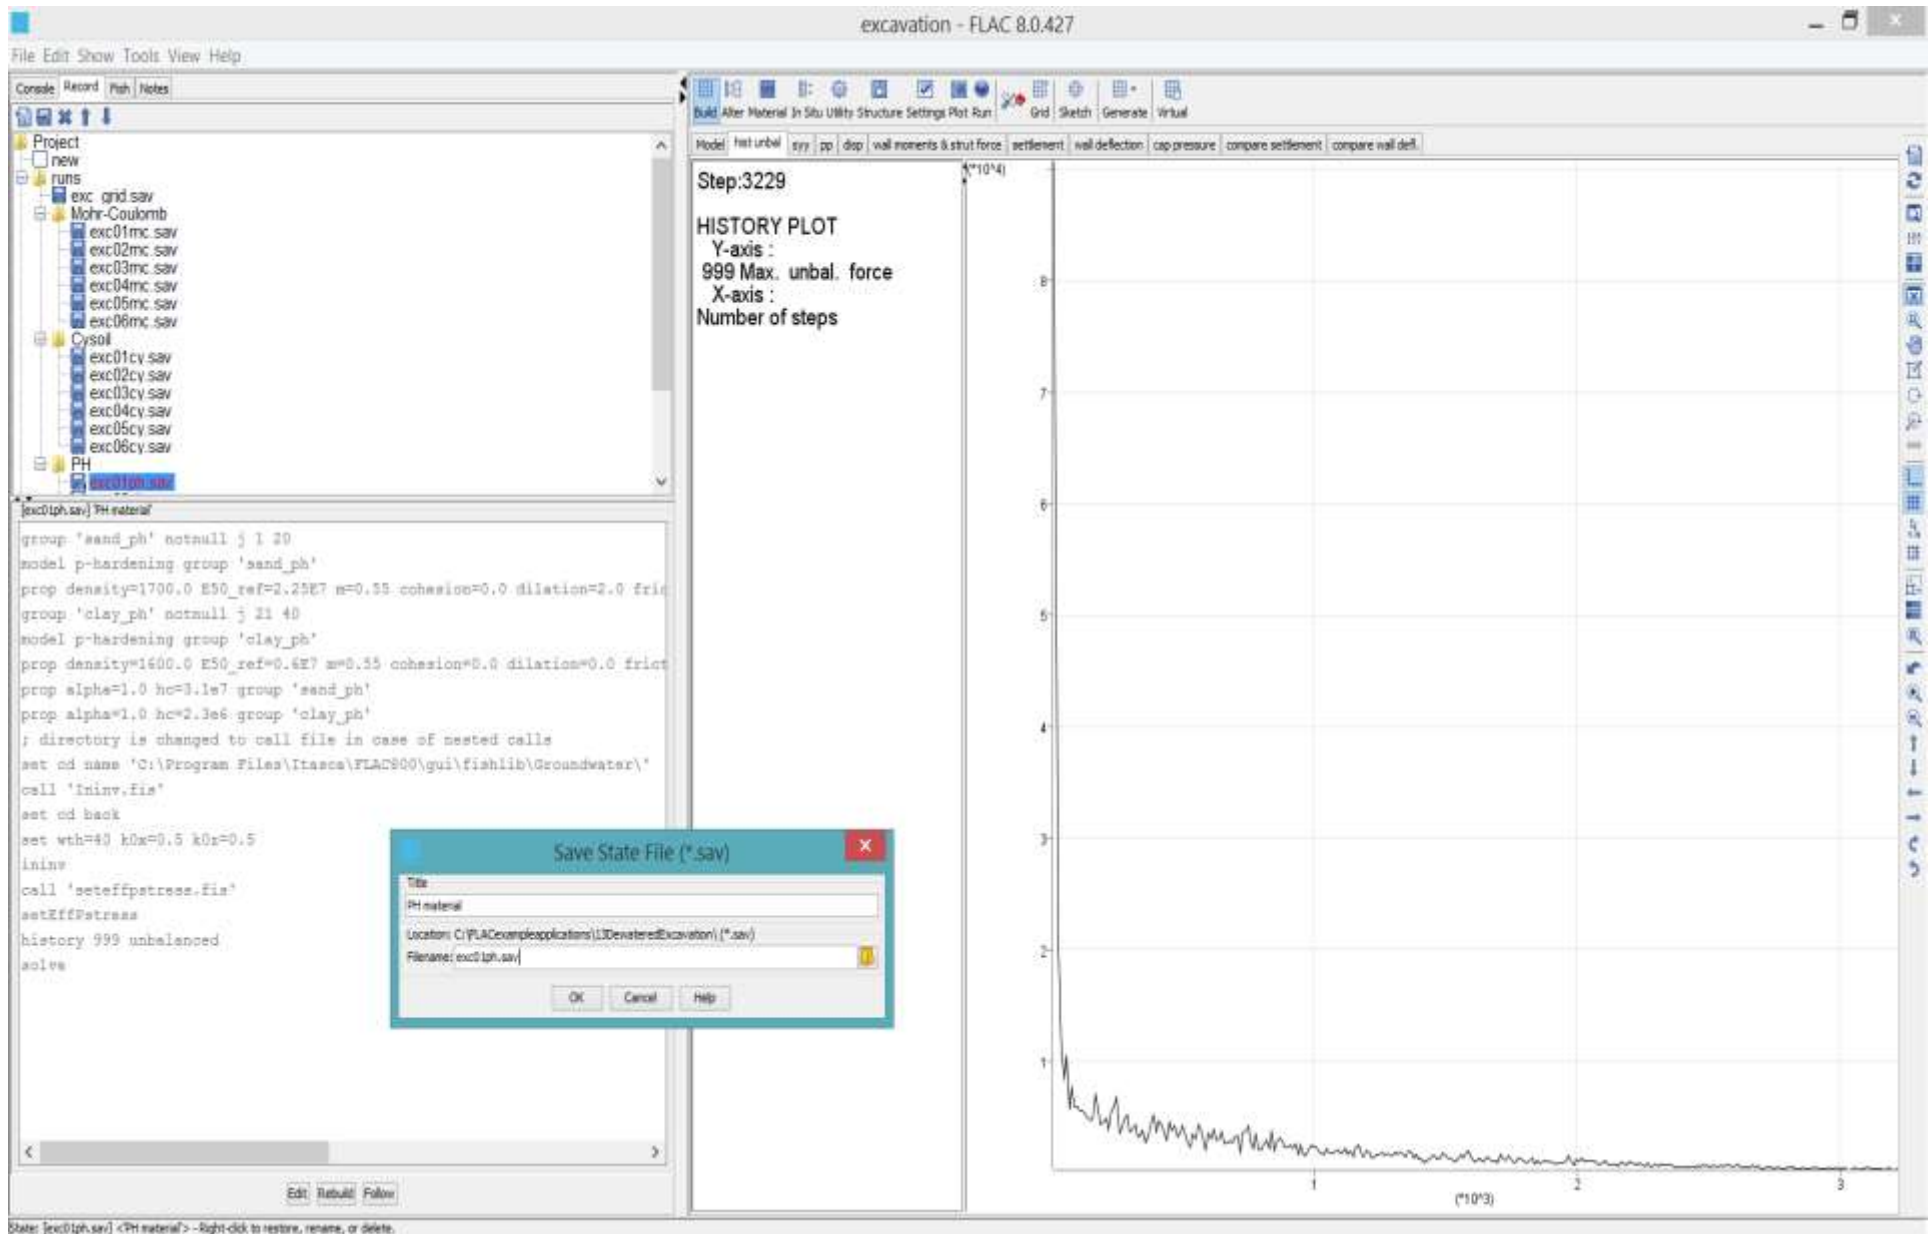 excavation - FLAC 8.0.427
File Edit Show Tools View Help
Console Record Fish Notes
Project
new
runs
exc_grid.sav
Mohr-Coulomb
exc01mc.sav
exc02mc.sav
exc03mc.sav
exc04mc.sav
exc05mc.sav
exc06mc.sav
Cysoil
exc01cy.sav
exc02cy.sav
exc03cy.sav
exc04cy.sav
exc05cy.sav
exc06cy.sav
PH
exc01ph.sav
[exc01ph.sav] 'PH material'
group 'sand_ph' notnull j 1 20
model p-hardening group 'sand_ph'
prop density=1700.0 E50_ref=2.25E7 m=0.55 cohesion=0.0 dilation=2.0 fric
group 'clay_ph' notnull j 21 40
model p-hardening group 'clay_ph'
prop density=1600.0 E50_ref=0.6E7 m=0.55 cohesion=0.0 dilation=0.0 frict
prop alpha=1.0 hc=3.1e7 group 'sand_ph'
prop alpha=1.0 hc=2.3e6 group 'clay_ph'
; directory is changed to call file in case of nested calls
set cd name 'C:\Program Files\Itasca\FLAC800\gui\fishlib\Groundwater\'
call 'Ininv.fis'
set cd back
set wth=40 k0x=0.5 k0z=0.5
ininv
call 'seteffpstress.fis'
setEffPstress
history 999 unbalanced
solve
Edit Rebuild Follow
State: [exc01ph.sav] <'PH material'> - Right-click to restore, rename, or delete.
Build Alter Material In Situ Utility Structure Settings Plot Run Grid Sketch Generate Virtual
Model hist unbal syy pp disp wall moments & strut force settlement wall deflection cap pressure compare settlement compare wall defl.
Step:3229
HISTORY PLOT
Y-axis :
999 Max. unbal. force
X-axis :
Number of steps
(*10^4)
8
7
6
5
4
3
2
1
1 2 3
(*10^3)
Save State File (*.sav)
Title
PH material
Location: C:\FLACexampleapplications\13DewateredExcavation\ (*.sav)
Filename: exc01ph.sav
OK Cancel Help